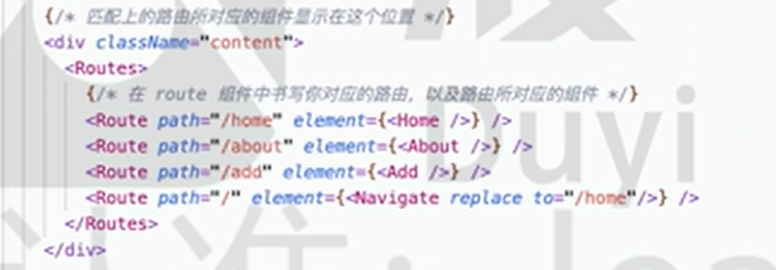 {/* 匹配上的路由所对应的组件显示在这个位置 */}
<div className="content">
<Routes>
{/* 在 route 组件中书写你对应的路由，以及路由所对应的组件 */}
<Route path="/home" element={<Home />} />
<Route path="/about" element={<About />} />
<Route path="/add" element={<Add />} />
<Route path="/" element={<Navigate replace to="/home"/>} />
</Routes>
</div>
Duyi